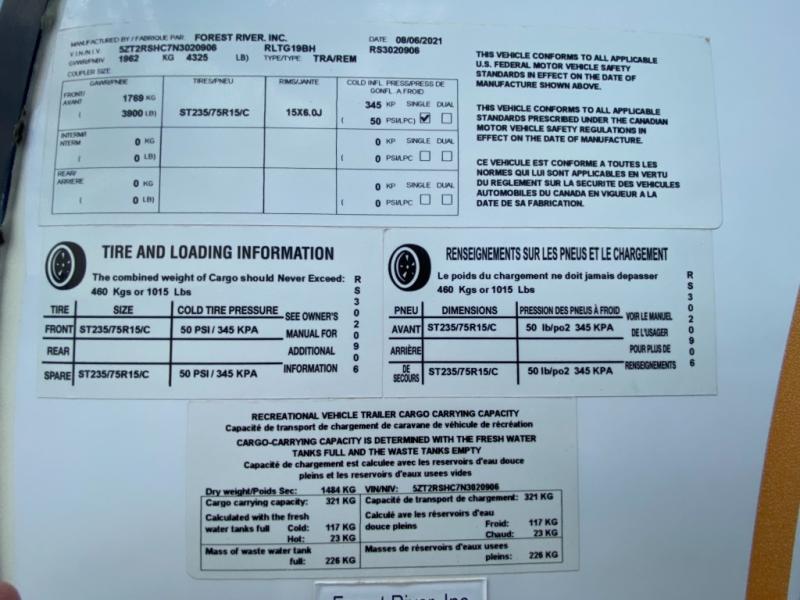 MANUFACTURED BY / FABRIQUE PAR: FOREST RIVER, INC. DATE 08/06/2021
V.I.N/N.I.V. 5ZT2RSHC7N3020906 RLTG19BH RS3020906
GVWR/PNBV 1962 KG 4325 LB) TYPE/TYPE TRA/REM
COUPLER SIZE
GAWR/PNBE TIRES/PNEU RIMS/JANTE COLD INFL PRESS/PRESS DE GONFL. A FROID
FRONT/ AVANT 1769 KG ST235/75R15/C 15X6.0J 345 KP SINGLE DUAL
( 3900 LB) ( 50 PSI/LPC)
INTERM/ INTERM 0 KG 0 KP SINGLE DUAL
( 0 LB) ( 0 PSI/LPC
REAR/ ARRIERE 0 KG 0 KP SINGLE DUAL
( 0 LB) ( 0 PSI/LPC
THIS VEHICLE CONFORMS TO ALL APPLICABLE
U.S. FEDERAL MOTOR VEHICLE SAFETY
STANDARDS IN EFFECT ON THE DATE OF
MANUFACTURE SHOWN ABOVE.
THIS VEHICLE CONFORMS TO ALL APPLICABLE
STANDARDS PRESCRIBED UNDER THE CANADIAN
MOTOR VEHICLE SAFETY REGULATIONS IN
EFFECT ON THE DATE OF MANUFACTURE.
CE VEHICULE EST CONFORME A TOUTES LES
NORMES QUI LUI SONT APPLICABLES EN VERTU
DU REGLEMENT SUR LA SECURITE DES VEHICULES
AUTOMOBILES DU CANADA EN VIGUEUR A LA
DATE DE SA FABRICATION.
TIRE AND LOADING INFORMATION
The combined weight of Cargo should Never Exceed:
460 Kgs or 1015 Lbs
TIRE SIZE COLD TIRE PRESSURE
FRONT ST235/75R15/C 50 PSI / 345 KPA
REAR
SPARE ST235/75R15/C 50 PSI / 345 KPA
SEE OWNER'S
MANUAL FOR
ADDITIONAL
INFORMATION
RS3020906
RENSEIGNEMENTS SUR LES PNEUS ET LE CHARGEMENT
Le poids du chargement ne doit jamais depasser
460 Kgs or 1015 Lbs
PNEU DIMENSIONS PRESSION DES PNEUS À FROID
AVANT ST235/75R15/C 50 lb/po2 345 KPA
ARRIÈRE
DE SECOURS ST235/75R15/C 50 lb/po2 345 KPA
VOIR LE MANUEL
DE L'USAGER
POUR PLUS DE
RENSEIGNEMENTS
RS3020906
RECREATIONAL VEHICLE TRAILER CARGO CARRYING CAPACITY
Capacité de transport de chargement de caravane de véhicule de récréation
CARGO-CARRYING CAPACITY IS DETERMINED WITH THE FRESH WATER
TANKS FULL AND THE WASTE TANKS EMPTY
Capacité de chargement est calculee avec les reservoirs d'eau douce
pleins et les reservoirs d'eaux usees vides
Dry weight/Poids Sec: 1484 KG VIN/NIV: 5ZT2RSHC7N3020906
Cargo carrying capacity: 321 KG Capacite de transport de chargement: 321 KG
Calculated with the fresh
water tanks full Cold: 117 KG
Hot: 23 KG
Calculé ave les réservoirs d'eau
douce pleins Froid: 117 KG
Chaud: 23 KG
Mass of waste water tank
full: 226 KG
Masses de réservoirs d'eaux usees
pleins: 226 KG
Forest River, Inc.